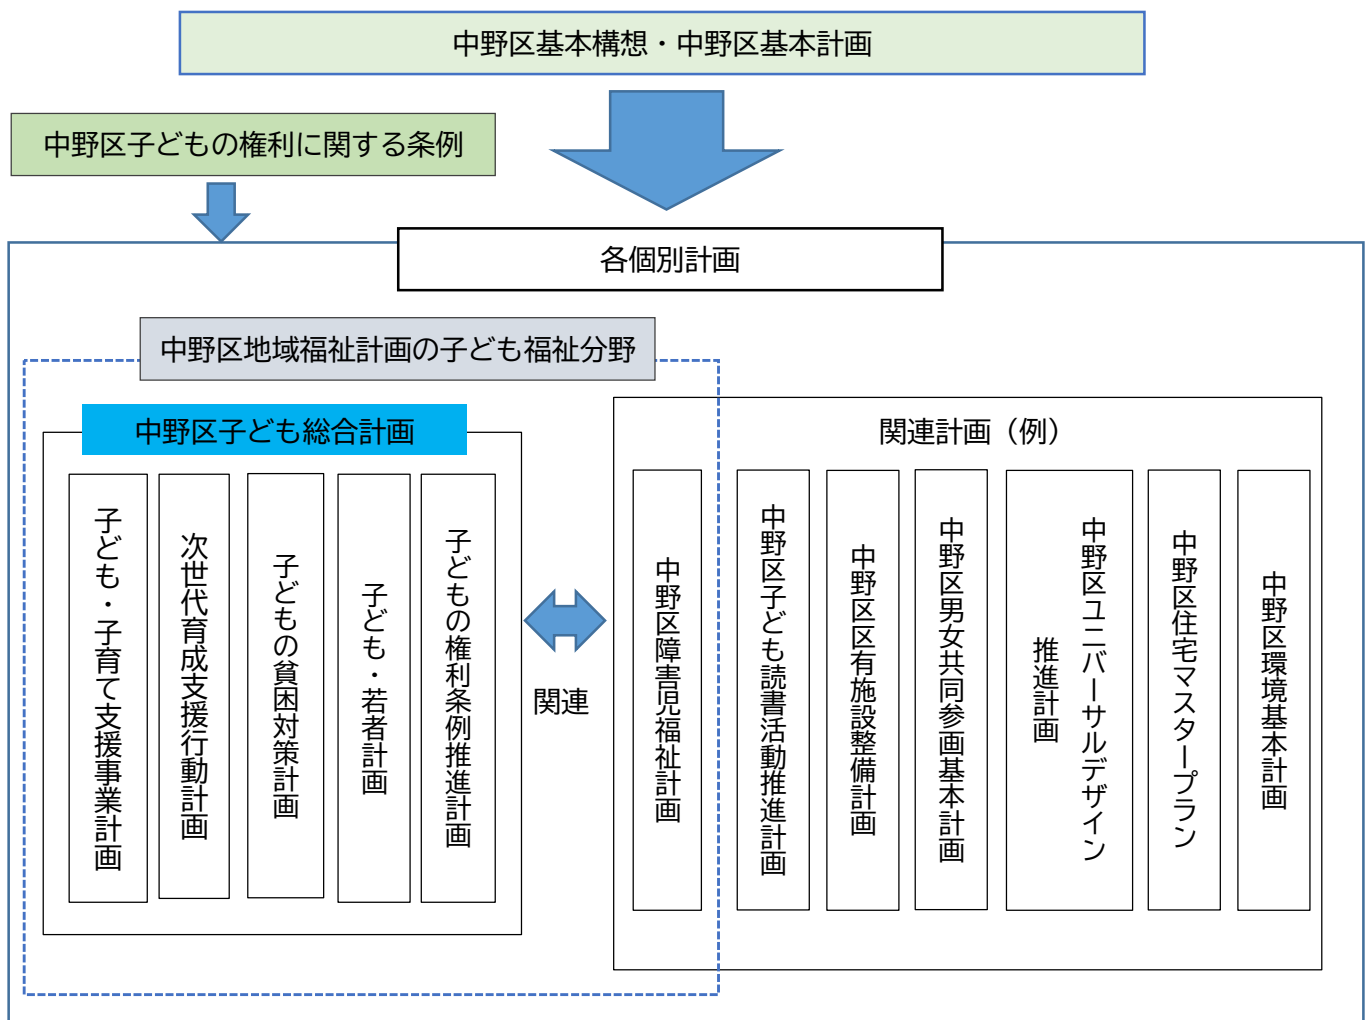 中野区基本構想・中野区基本計画
中野区子どもの権利に関する条例
各個別計画
中野区地域福祉計画の子ども福祉分野
中野区子ども総合計画
子ども・子育て支援事業計画
次世代育成支援行動計画
子どもの貧困対策計画
子ども・若者計画
子どもの権利条例推進計画
関連
関連計画（例）
中野区障害児福祉計画
中野区子ども読書活動推進計画
中野区区有施設整備計画
中野区男女共同参画基本計画
中野区ユニバーサルデザイン
推進計画
中野区住宅マスタープラン
中野区環境基本計画